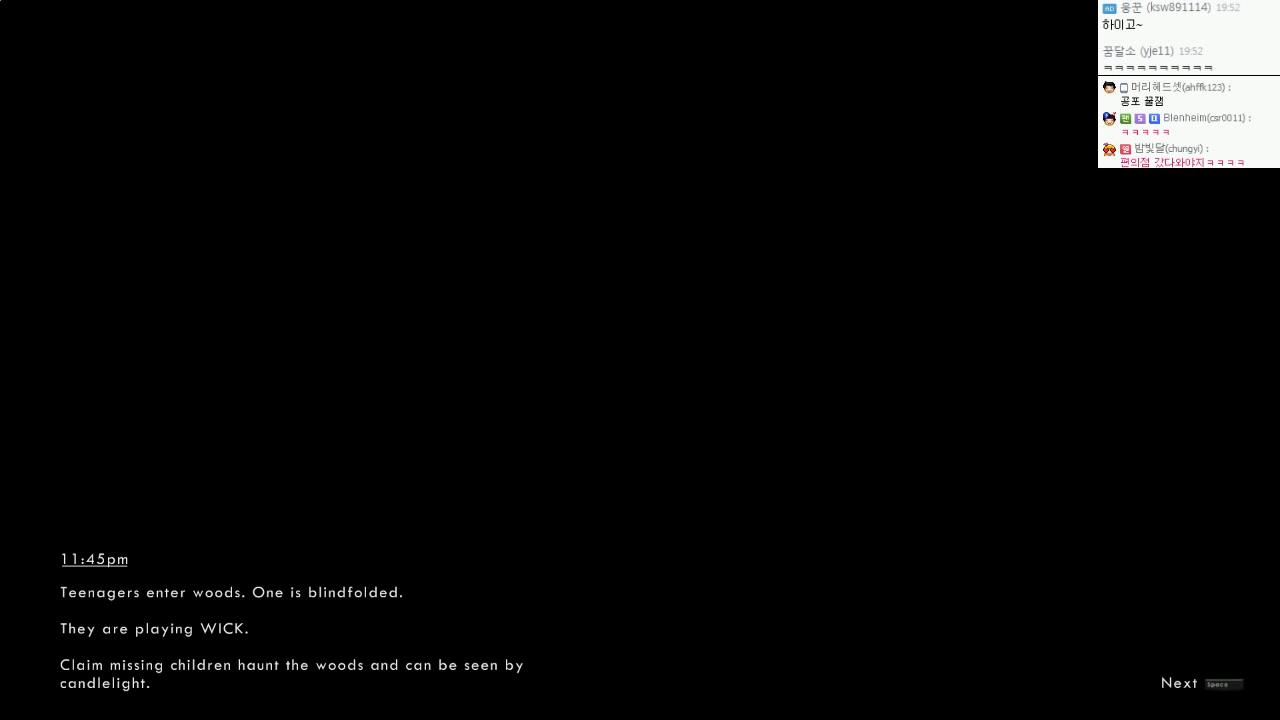 웅꾼 (ksw891114) 19:52
하이고~
꿈달소 (yje11) 19:52
ㅋㅋㅋㅋㅋㅋㅋㅋㅋㅋ
머리헤드셋(ahffk123) :
공포 꿀잼
팬 S Q Blenheim(csr0011) :
ㅋㅋㅋㅋㅋ
밤빛달(chungyi) :
편의점 갔다와야지ㅋㅋㅋㅋ
11:45pm
Teenagers enter woods. One is blindfolded.
They are playing WICK.
Claim missing children haunt the woods and can be seen by
candlelight.
Next Space